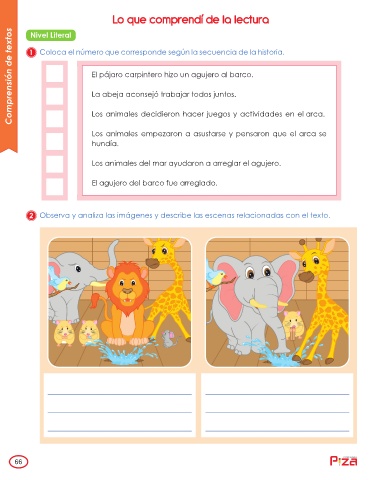 Lo que comprendí de la lectura
Comprensión de textos
Nivel Literal
1 Coloca el número que corresponde según la secuencia de la historia.
El pájaro carpintero hizo un agujero al barco.
La abeja aconsejó trabajar todos juntos.
Los animales decidieron hacer juegos y actividades en el arca.
Los animales empezaron a asustarse y pensaron que el arca se
hundía.
Los animales del mar ayudaron a arreglar el agujero.
El agujero del barco fue arreglado.
2 Observa y analiza las imágenes y describe las escenas relacionadas con el texto.
66
Piza